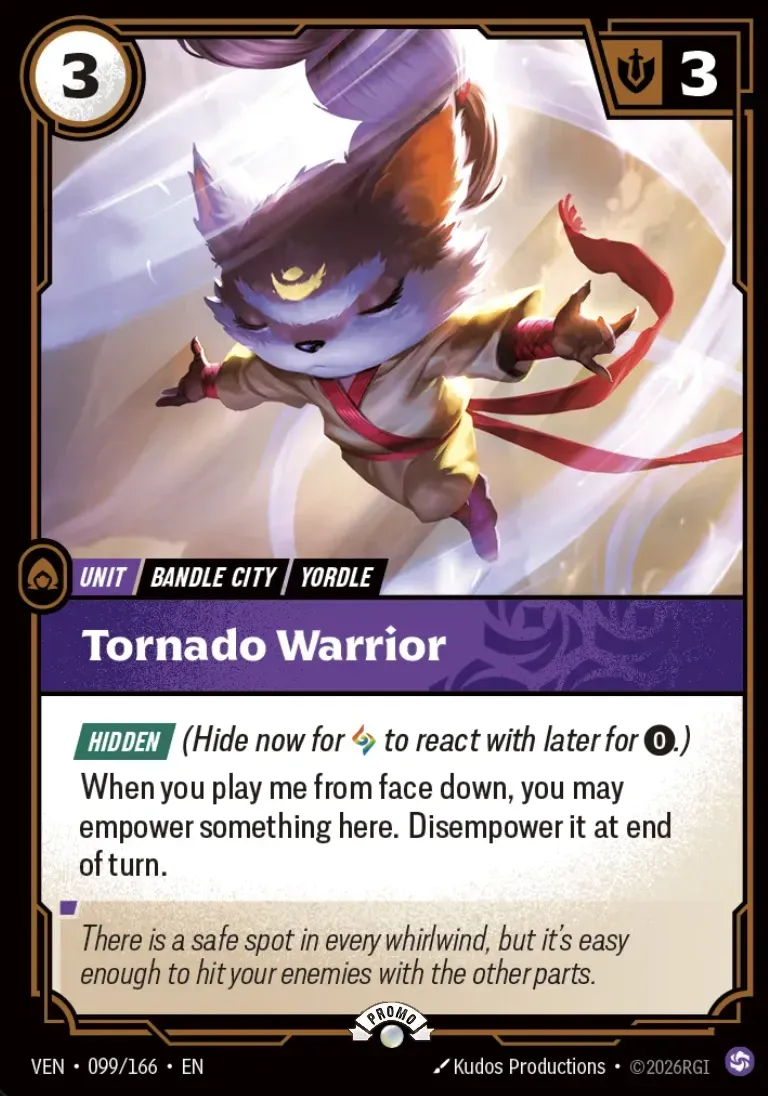 3
3
UNIT BANDLE CITY YORDLE
Tornado Warrior
HIDDEN (Hide now for to react with later for 0.)
When you play me from face down, you may
empower something here. Disempower it at end
of turn.
There is a safe spot in every whirlwind, but it's easy
enough to hit your enemies with the other parts.
PROMO
VEN • 099/166 • EN
Kudos Productions • ©2026RGI